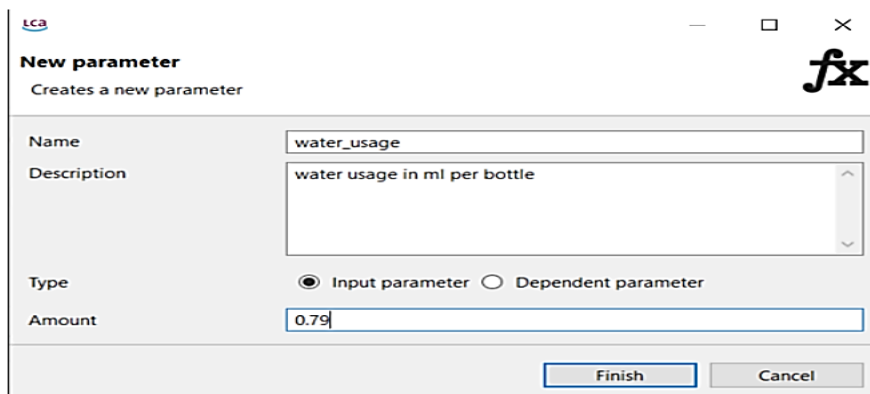 LCA
New parameter
fx
Creates a new parameter
Name water_usage
Description water usage in ml per bottle
Type Input parameter Dependent parameter
Amount 0.79
Finish Cancel